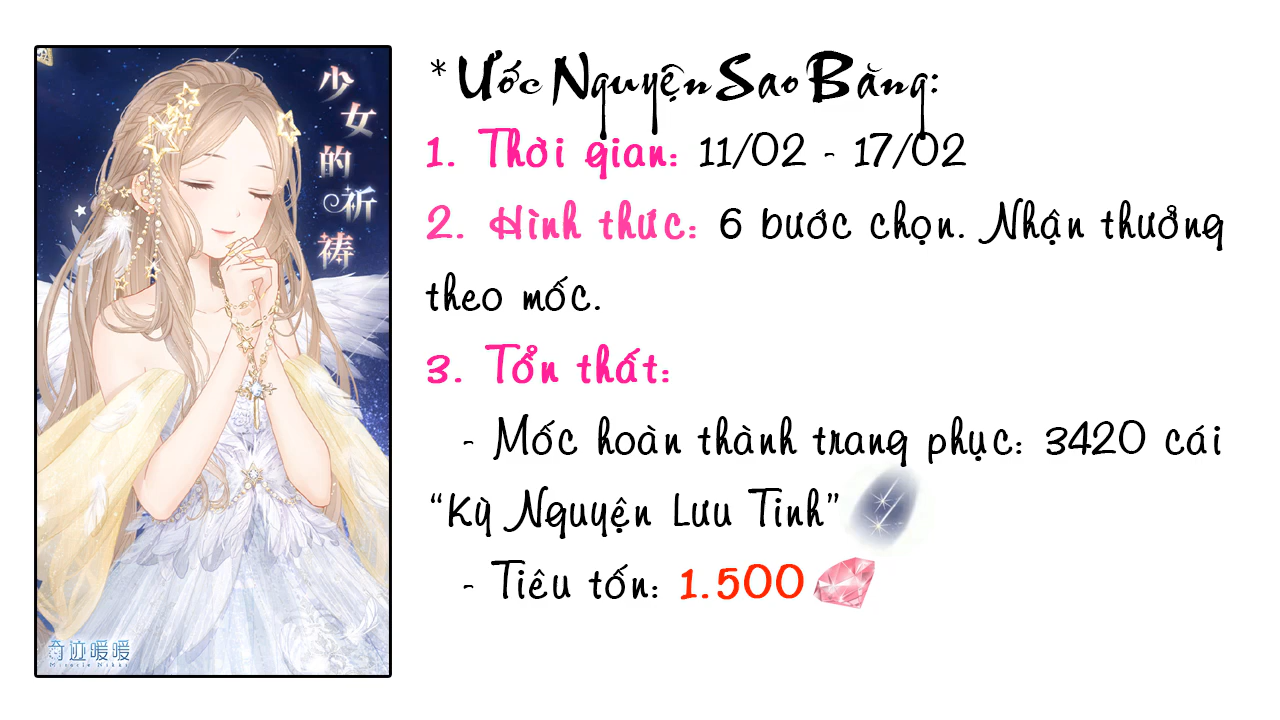 少女的祈祷
奇迹暖暖
Miracle Nikki
*Ước Nguyện Sao Băng:
1. Thời gian: 11/02 - 17/02
2. Hình thức: 6 bước chọn. Nhận thưởng
theo mốc.
3. Tổn thất:
- Mốc hoàn thành trang phục: 3420 cái
“Kỳ Nguyện Lưu Tinh”
- Tiêu tốn: 1.500